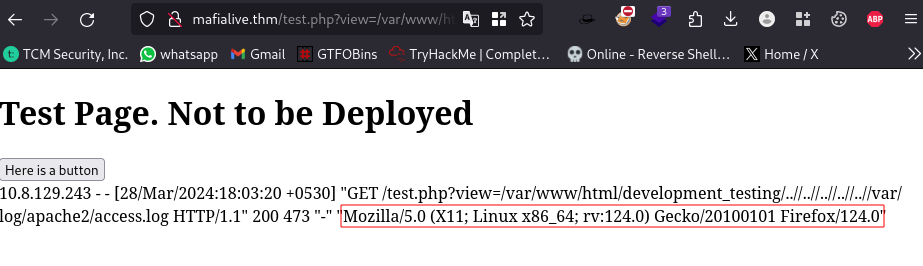 mafialive.thm/test.php?view=/var/www/ht
3
ABP
TCM Security, Inc. whatsapp Gmail GTFOBins TryHackMe | Complet… Online - Reverse Shell… Home / X
Test Page. Not to be Deployed
Here is a button
10.8.129.243 - - [28/Mar/2024:18:03:20 +0530] "GET /test.php?view=/var/www/html/development_testing/..//..//..//..//..//var/
log/apache2/access.log HTTP/1.1" 200 473 "-" "Mozilla/5.0 (X11; Linux x86_64; rv:124.0) Gecko/20100101 Firefox/124.0"